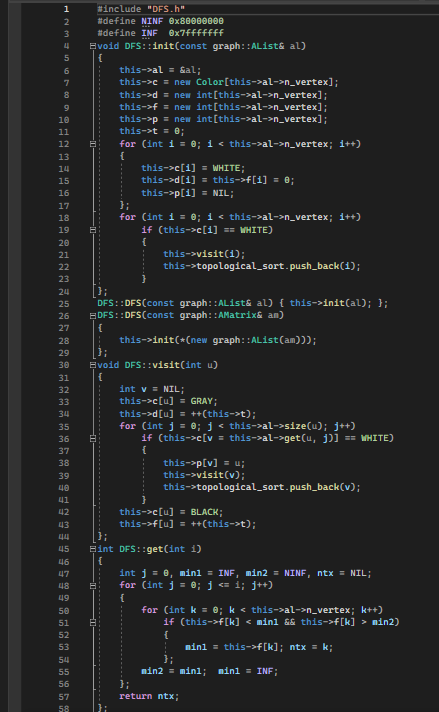 1 #include "DFS.h"
2 #define NINF 0x80000000
3 #define INF  0x7fffffff
4 void DFS::init(const graph::AList& al)
5 {
6     this->al = &al;
7     this->c = new Color[this->al->n_vertex];
8     this->d = new int[this->al->n_vertex];
9     this->f = new int[this->al->n_vertex];
10     this->p = new int[this->al->n_vertex];
11     this->t = 0;
12     for (int i = 0; i < this->al->n_vertex; i++)
13     {
14         this->c[i] = WHITE;
15         this->d[i] = this->f[i] = 0;
16         this->p[i] = NIL;
17     };
18     for (int i = 0; i < this->al->n_vertex; i++)
19         if (this->c[i] == WHITE)
20         {
21             this->visit(i);
22             this->topological_sort.push_back(i);
23         }
24 };
25 DFS::DFS(const graph::AList& al) { this->init(al); };
26 DFS::DFS(const graph::AMatrix& am)
27 {
28     this->init(*(new graph::AList(am)));
29 };
30 void DFS::visit(int u)
31 {
32     int v = NIL;
33     this->c[u] = GRAY;
34     this->d[u] = ++(this->t);
35     for (int j = 0; j < this->al->size(u); j++)
36         if (this->c[v = this->al->get(u, j)] == WHITE)
37         {
38             this->p[v] = u;
39             this->visit(v);
40             this->topological_sort.push_back(v);
41         }
42     this->c[u] = BLACK;
43     this->f[u] = ++(this->t);
44 };
45 int DFS::get(int i)
46 {
47     int j = 0, min1 = INF, min2 = NINF, ntx = NIL;
48     for (int j = 0; j <= i; j++)
49     {
50         for (int k = 0; k < this->al->n_vertex; k++)
51             if (this->f[k] < min1 && this->f[k] > min2)
52             {
53                 min1 = this->f[k]; ntx = k;
54             };
55         min2 = min1;  min1 = INF;
56     };
57     return ntx;
58 };